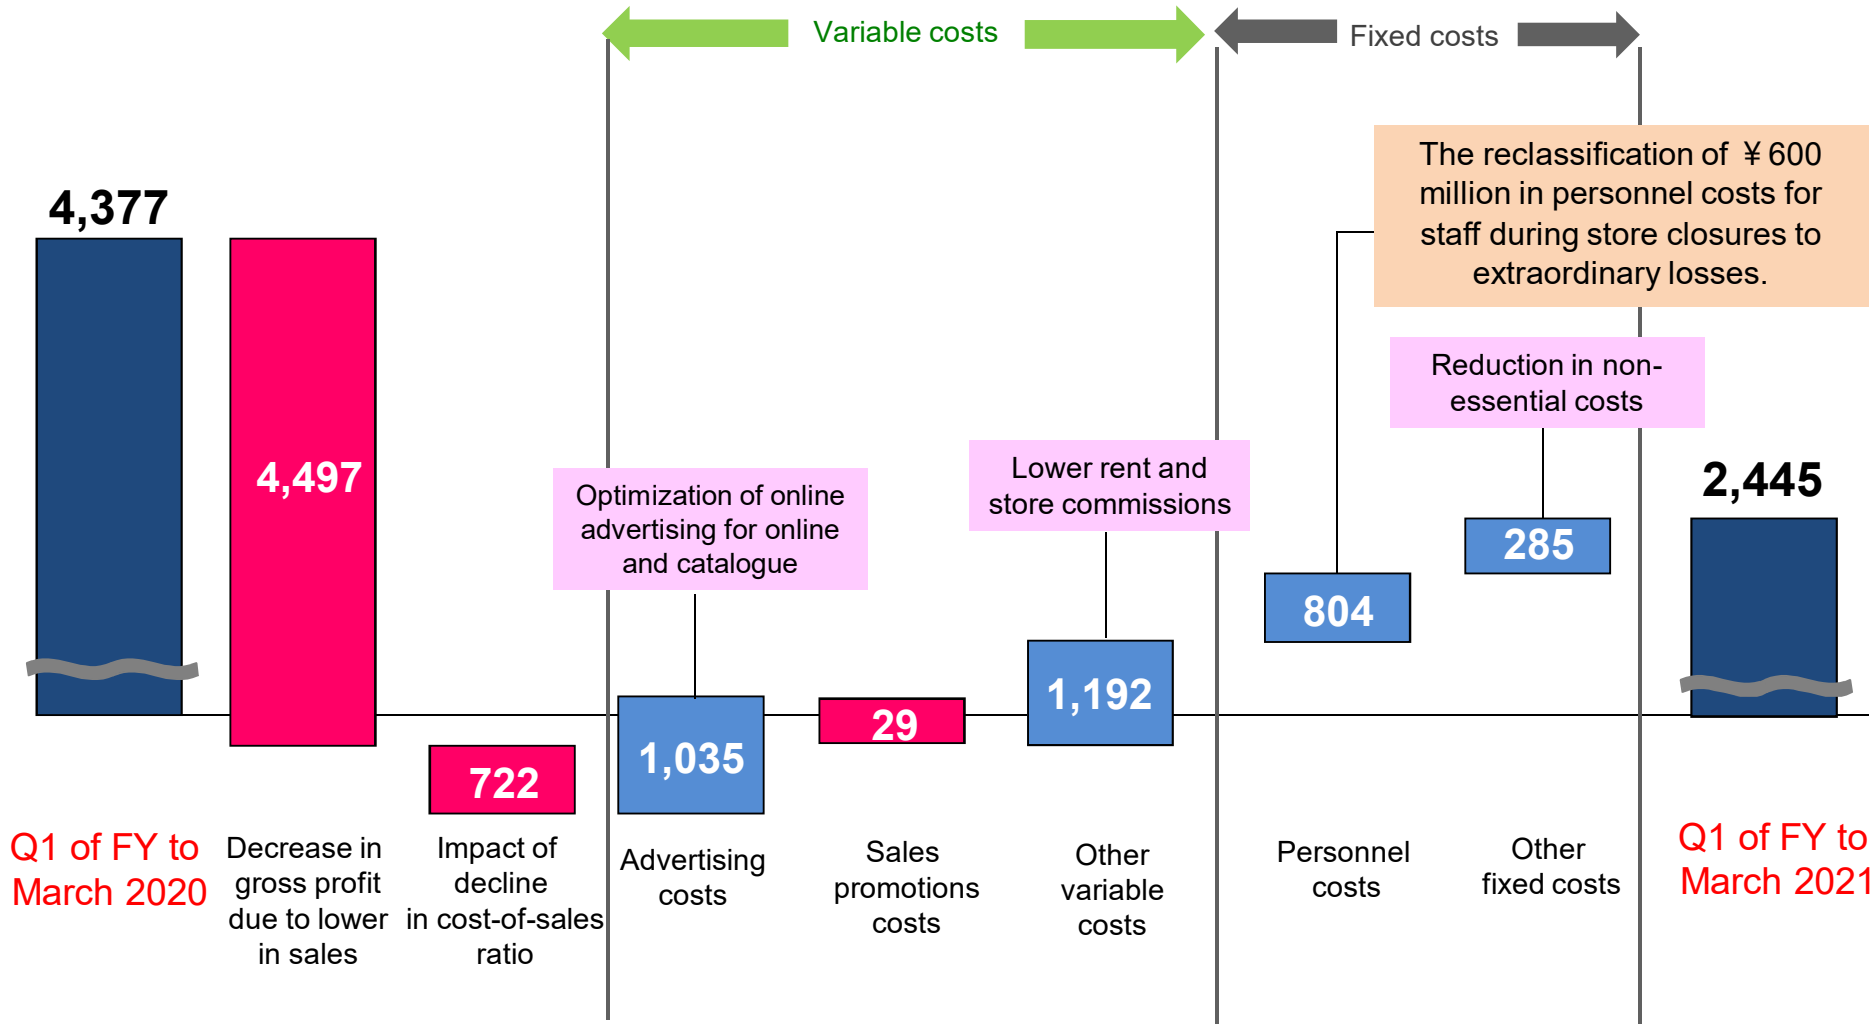 Variable costs
Fixed costs
The reclassification of ¥600
million in personnel costs for
staff during store closures to
extraordinary losses.
4,377
Reduction in non-
essential costs
4,497
Optimization of online
advertising for online
and catalogue
Lower rent and
store commissions
2,445
285
804
1,192
29
1,035
722
Q1 of FY to
March 2020
Decrease in
gross profit
due to lower
in sales
Impact of
decline
in cost-of-sales
ratio
Advertising
costs
Sales
promotions
costs
Other
variable
costs
Personnel
costs
Other
fixed costs
Q1 of FY to
March 2021